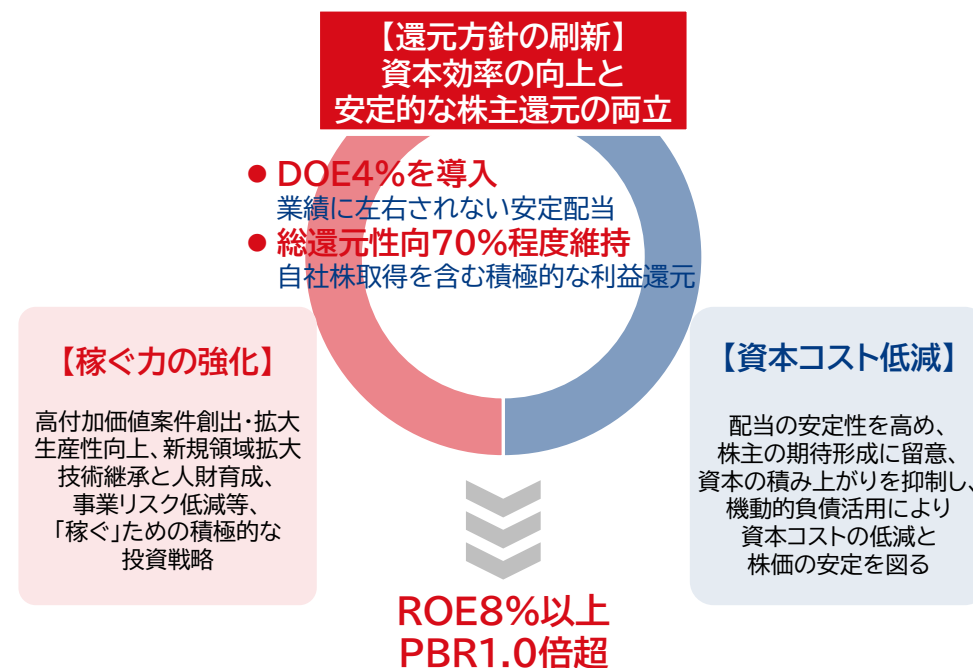 【還元方針の刷新】
資本効率の向上と
安定的な株主還元の両立
● DOE4%を導入
業績に左右されない安定配当
● 総還元性向70%程度維持
自社株取得を含む積極的な利益還元
【稼ぐ力の強化】
高付加価値案件創出・拡大
生産性向上、新規領域拡大
技術継承と人財育成、
事業リスク低減等、
「稼ぐ」ための積極的な
投資戦略
【資本コスト低減】
配当の安定性を高め、
株主の期待形成に留意、
資本の積み上がりを抑制し、
機動的負債活用により
資本コストの低減と
株価の安定を図る
ROE8%以上
PBR1.0倍超